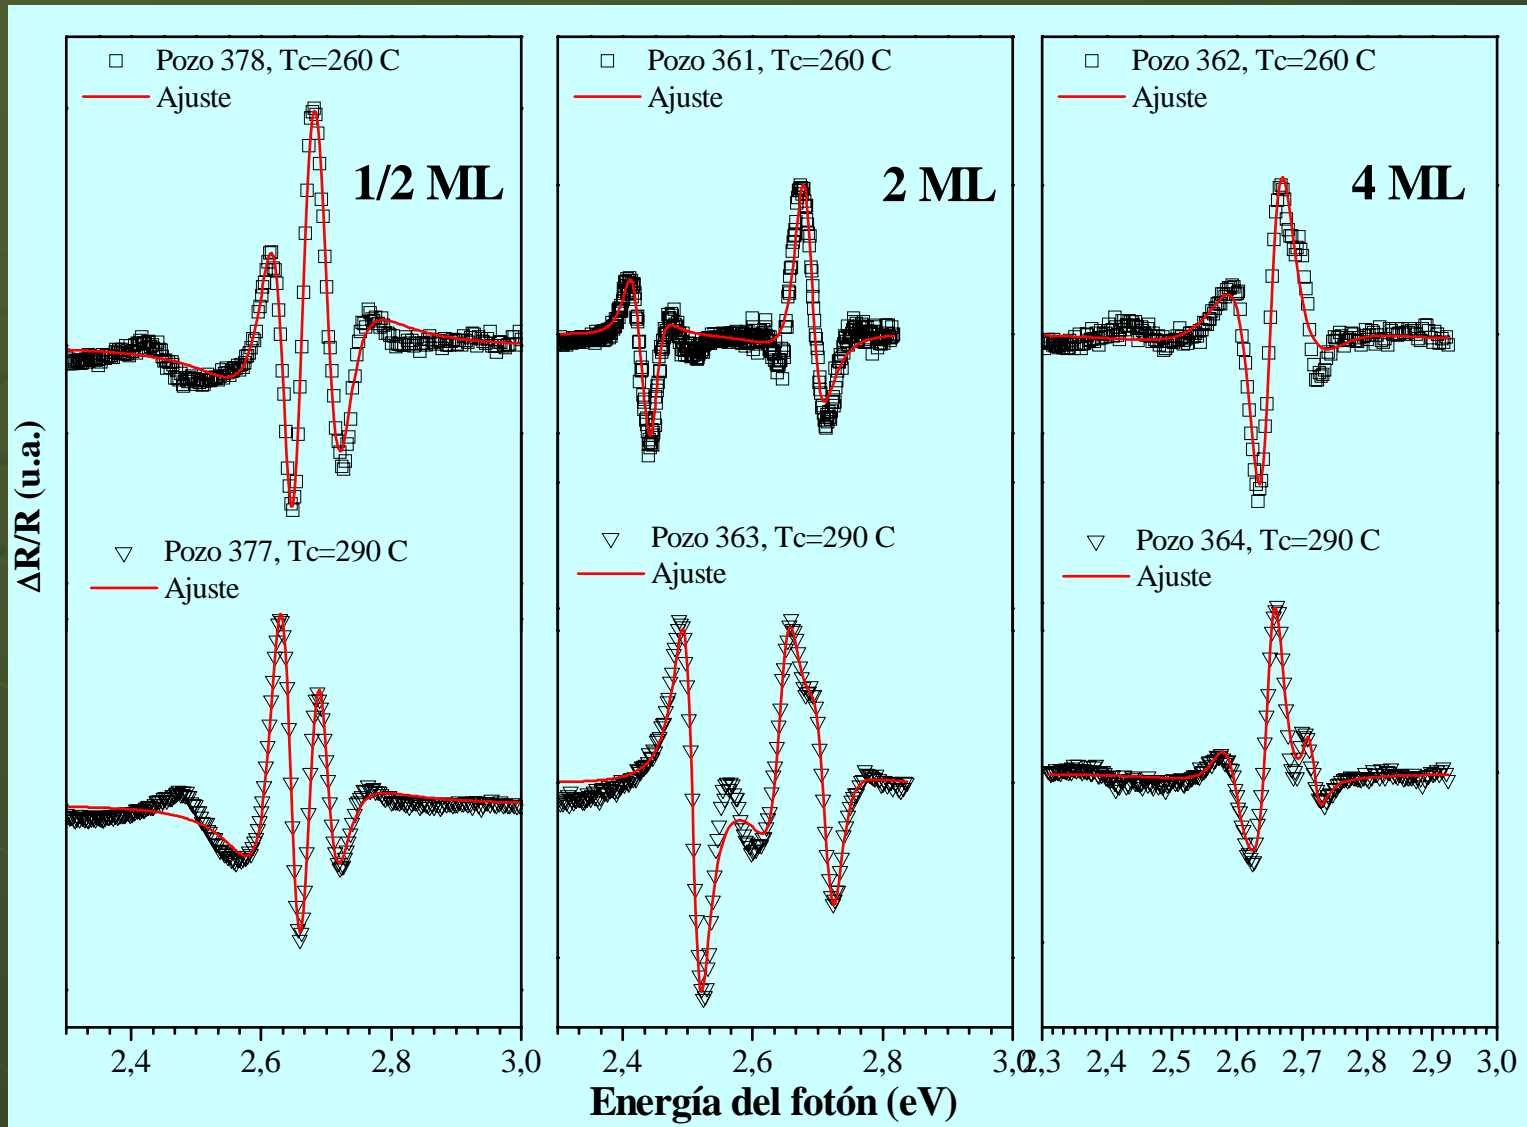 Pozo 378, Tc=260 C
Ajuste
1/2 ML
Pozo 361, Tc=260 C
Ajuste
2 ML
Pozo 362, Tc=260 C
Ajuste
4 ML
Pozo 377, Tc=290 C
Ajuste
Pozo 363, Tc=290 C
Ajuste
Pozo 364, Tc=290 C
Ajuste
ΔR/R (u.a.)
2,4 2,6 2,8 3,0
2,4 2,6 2,8 3,0
2,3 2,4 2,5 2,6 2,7 2,8 2,9 3,0
Energía del fotón (eV)